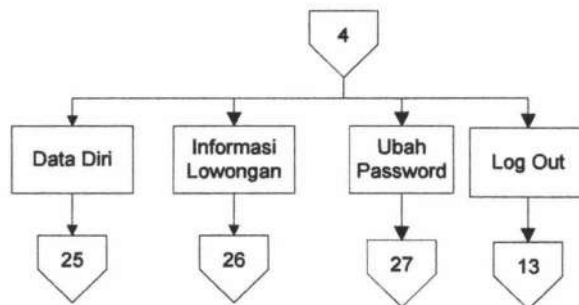 4
Data Diri
Informasi
Lowongan
Ubah
Password
Log Out
25
26
27
13